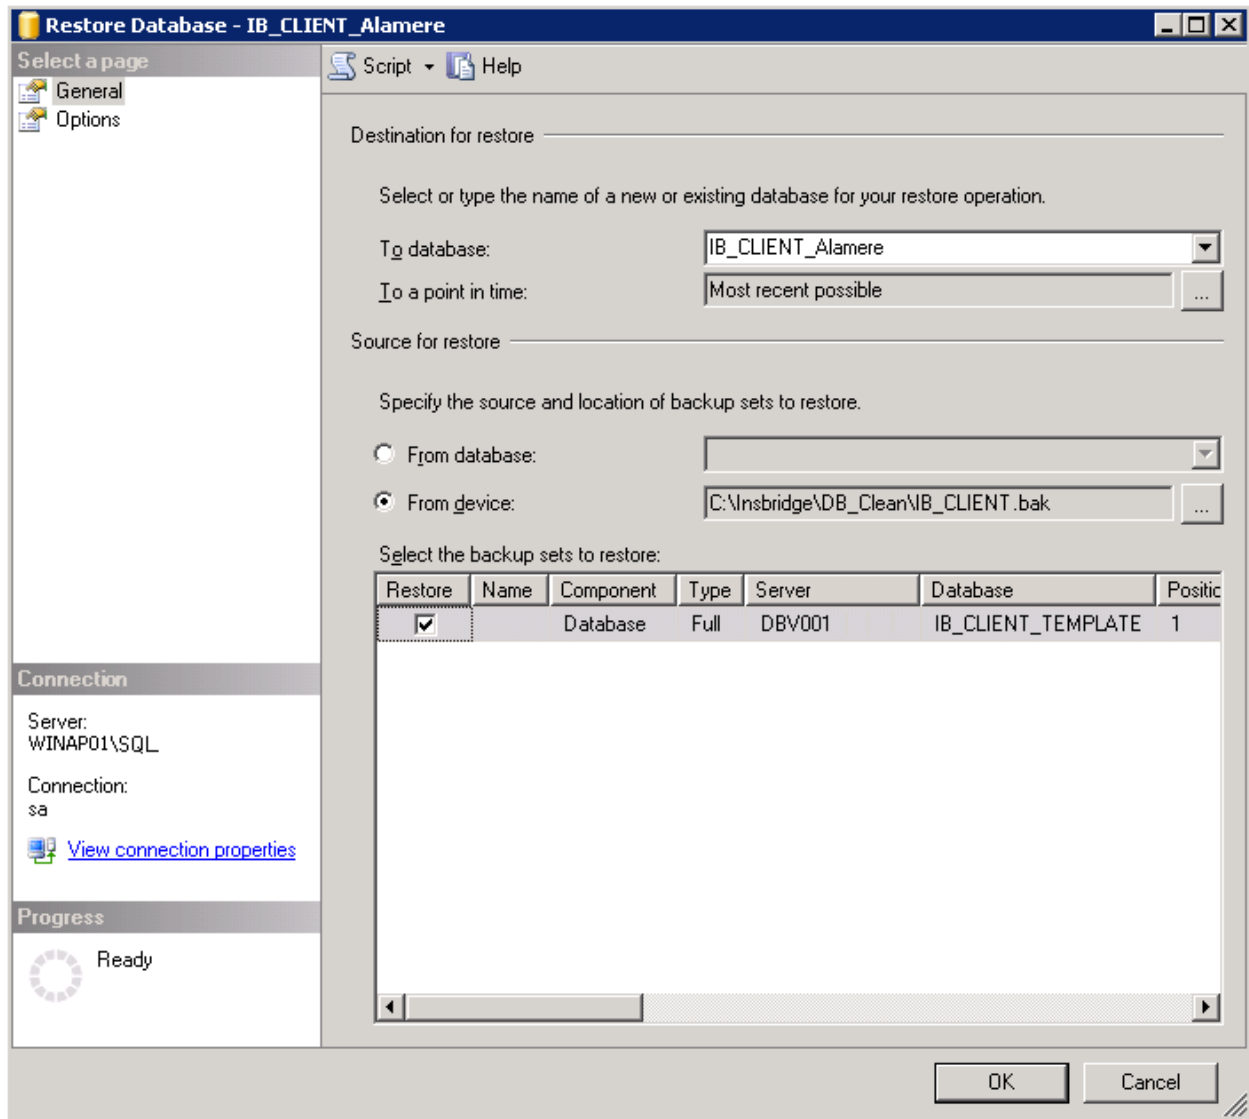 Restore Database - IB_CLIENT_Alamere
Select a page
General
Options
Script
Help
Destination for restore
Select or type the name of a new or existing database for your restore operation.
To database:
IB_CLIENT_Alamere
To a point in time:
Most recent possible
...
Source for restore
Specify the source and location of backup sets to restore.
From database:
From device:
C:\Insbridge\DB_Clean\IB_CLIENT.bak
...
Select the backup sets to restore:
Restore Name Component Type Server Database Positic
Database Full DBV001 IB_CLIENT_TEMPLATE 1
Connection
Server:
WINAP01\SQL
Connection:
sa
View connection properties
Progress
Ready
OK Cancel